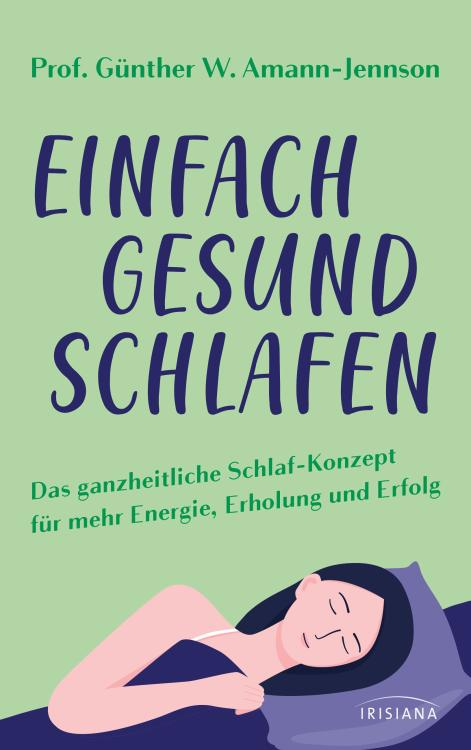 Prof. Günther W. Amann-Jennson
EINFACH
GESUND
SCHLAFEN
Das ganzheitliche Schlaf-Konzept
für mehr Energie, Erholung und Erfolg
IRISIANA